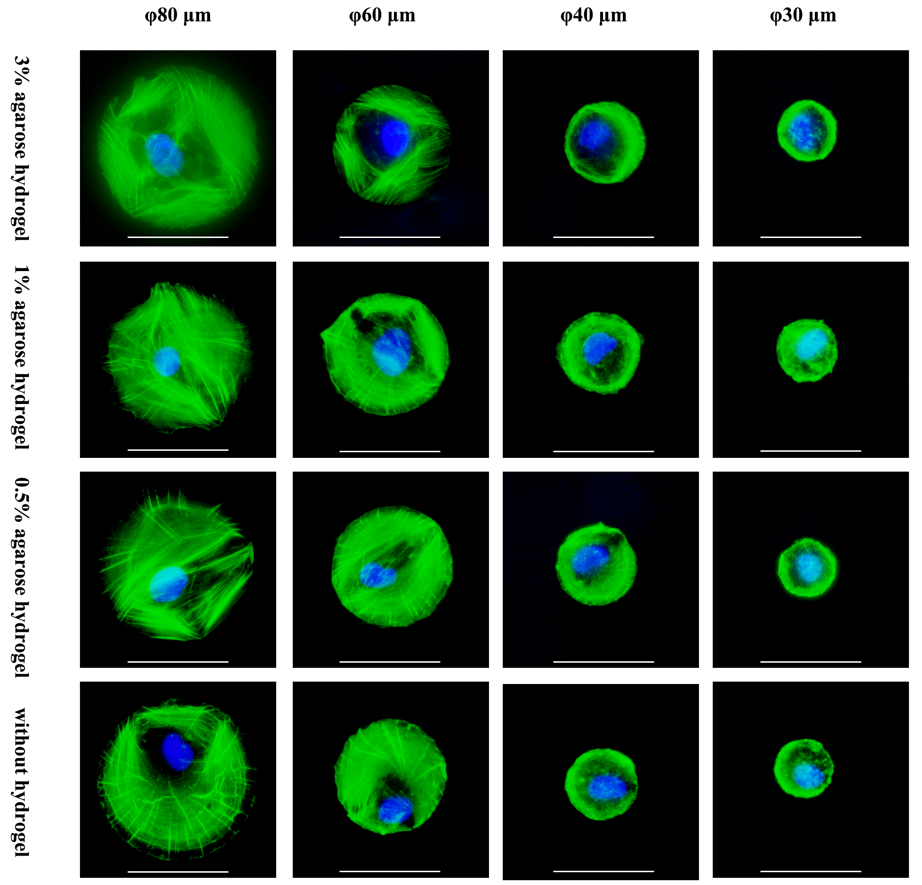 φ80 μm
φ60 μm
φ40 μm
φ30 μm
3% agarose hydrogel
1% agarose hydrogel
0.5% agarose hydrogel
without hydrogel